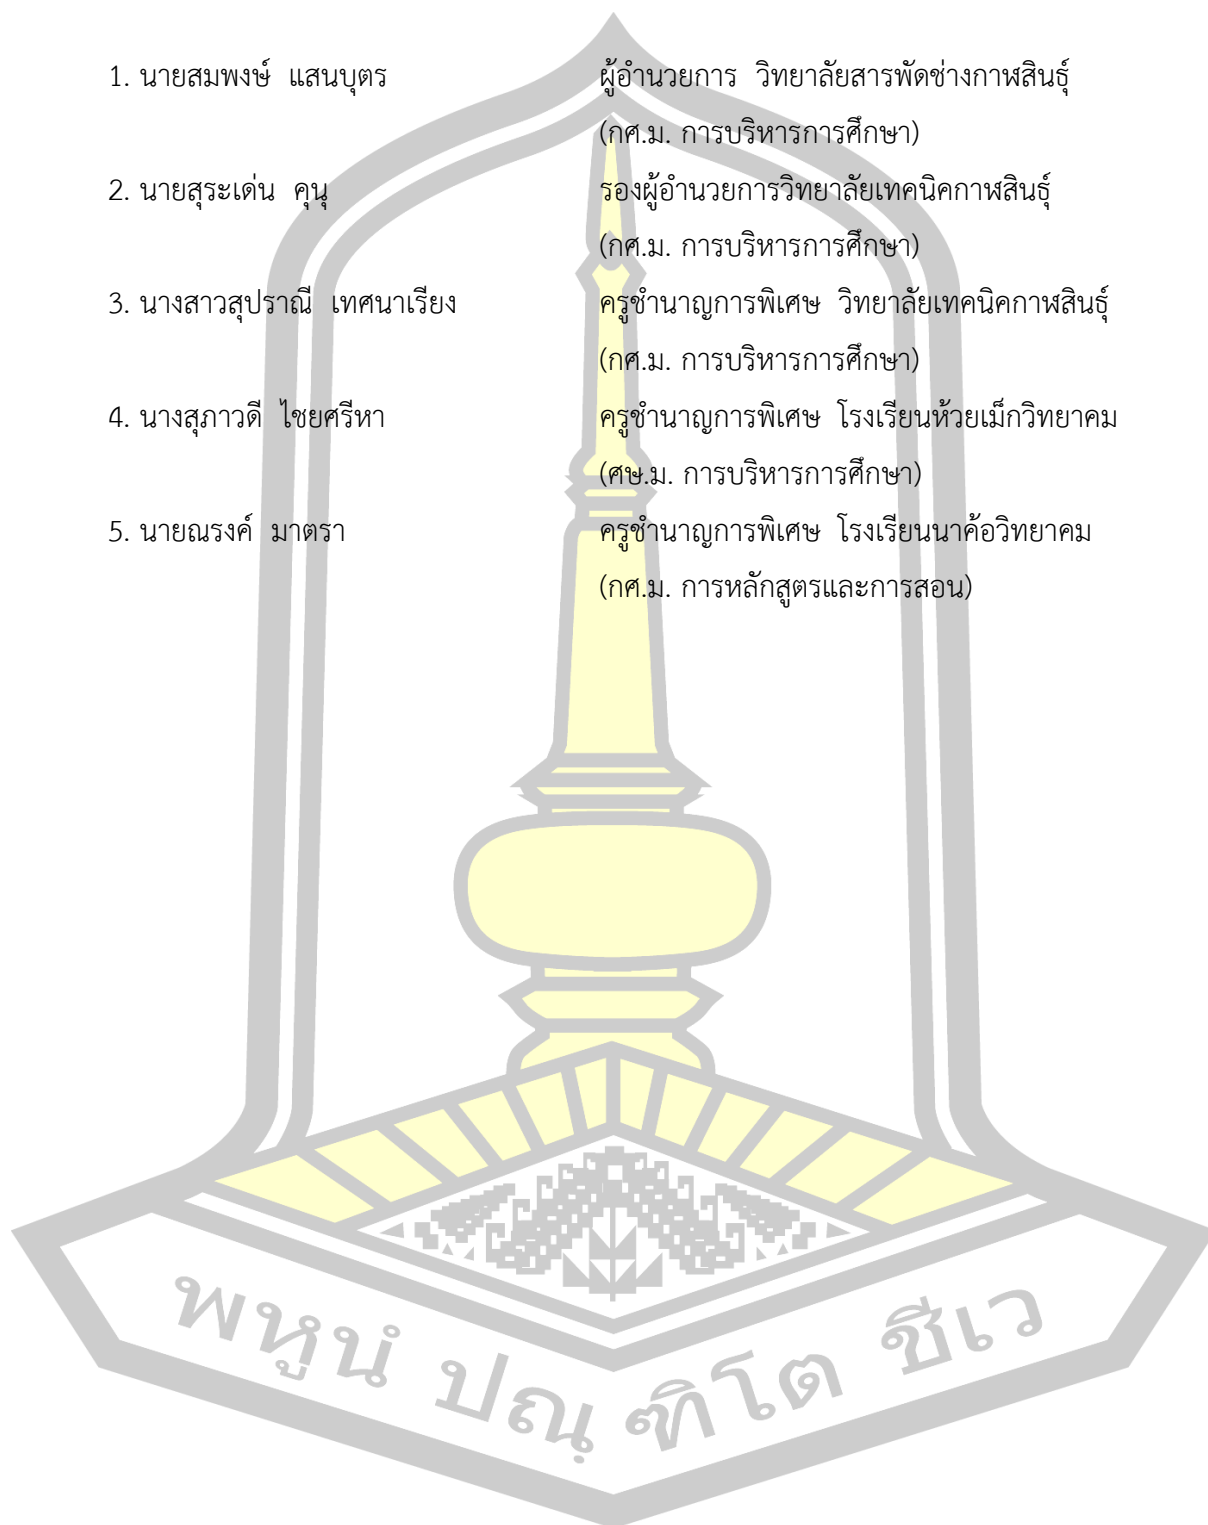 1. นายสมพงษ์ แสนบุตร ผู้อำนวยการ วิทยาลัยสารพัดช่างกาฬสินธุ์
(กศ.ม. การบริหารการศึกษา)
2. นายสุระเด่น คุนุ รองผู้อำนวยการวิทยาลัยเทคนิคกาฬสินธุ์
(กศ.ม. การบริหารการศึกษา)
3. นางสาวสุปราณี เทศนาเรียง ครูชำนาญการพิเศษ วิทยาลัยเทคนิคกาฬสินธุ์
(กศ.ม. การบริหารการศึกษา)
4. นางสุภาวดี ไชยศรีหา ครูชำนาญการพิเศษ โรงเรียนห้วยเม็กวิทยาคม
(ศษ.ม. การบริหารการศึกษา)
5. นายณรงค์ มาตรา ครูชำนาญการพิเศษ โรงเรียนนาค้อวิทยาคม
(กศ.ม. การหลักสูตรและการสอน)
พหูนํ ปณฺ ฑิโต ชีเว